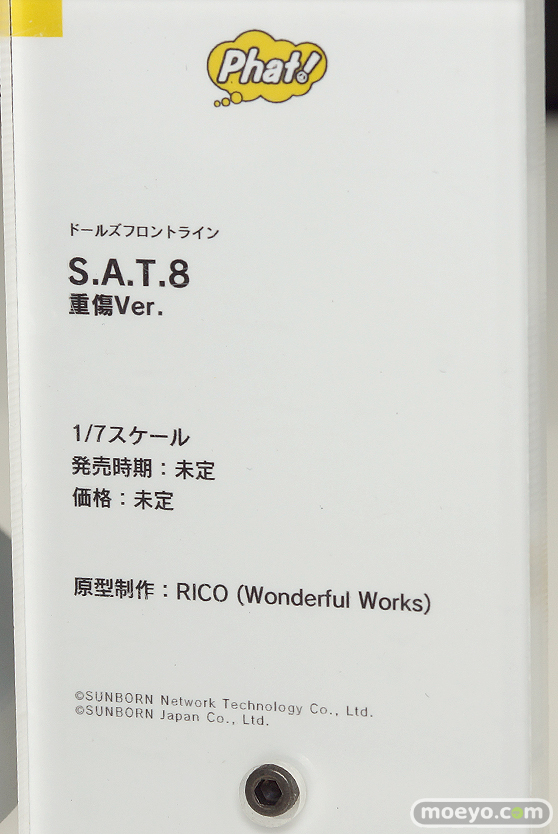 Phat!
ドールズフロントライン
S.A.T.8
重傷Ver.
1/7スケール
発売時期：未定
価格：未定
原型制作：RICO (Wonderful Works)
©SUNBORN Network Technology Co., Ltd.
©SUNBORN Japan Co., Ltd.
moeyo.com